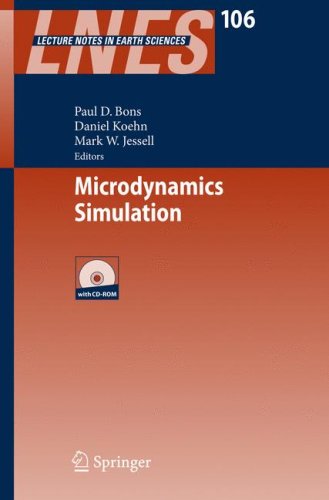 LNES
106
LECTURE NOTES IN EARTH SCIENCES
Paul D. Bons
Daniel Koehn
Mark W. Jessell
Editors
Microdynamics
Simulation
with CD-ROM
Springer